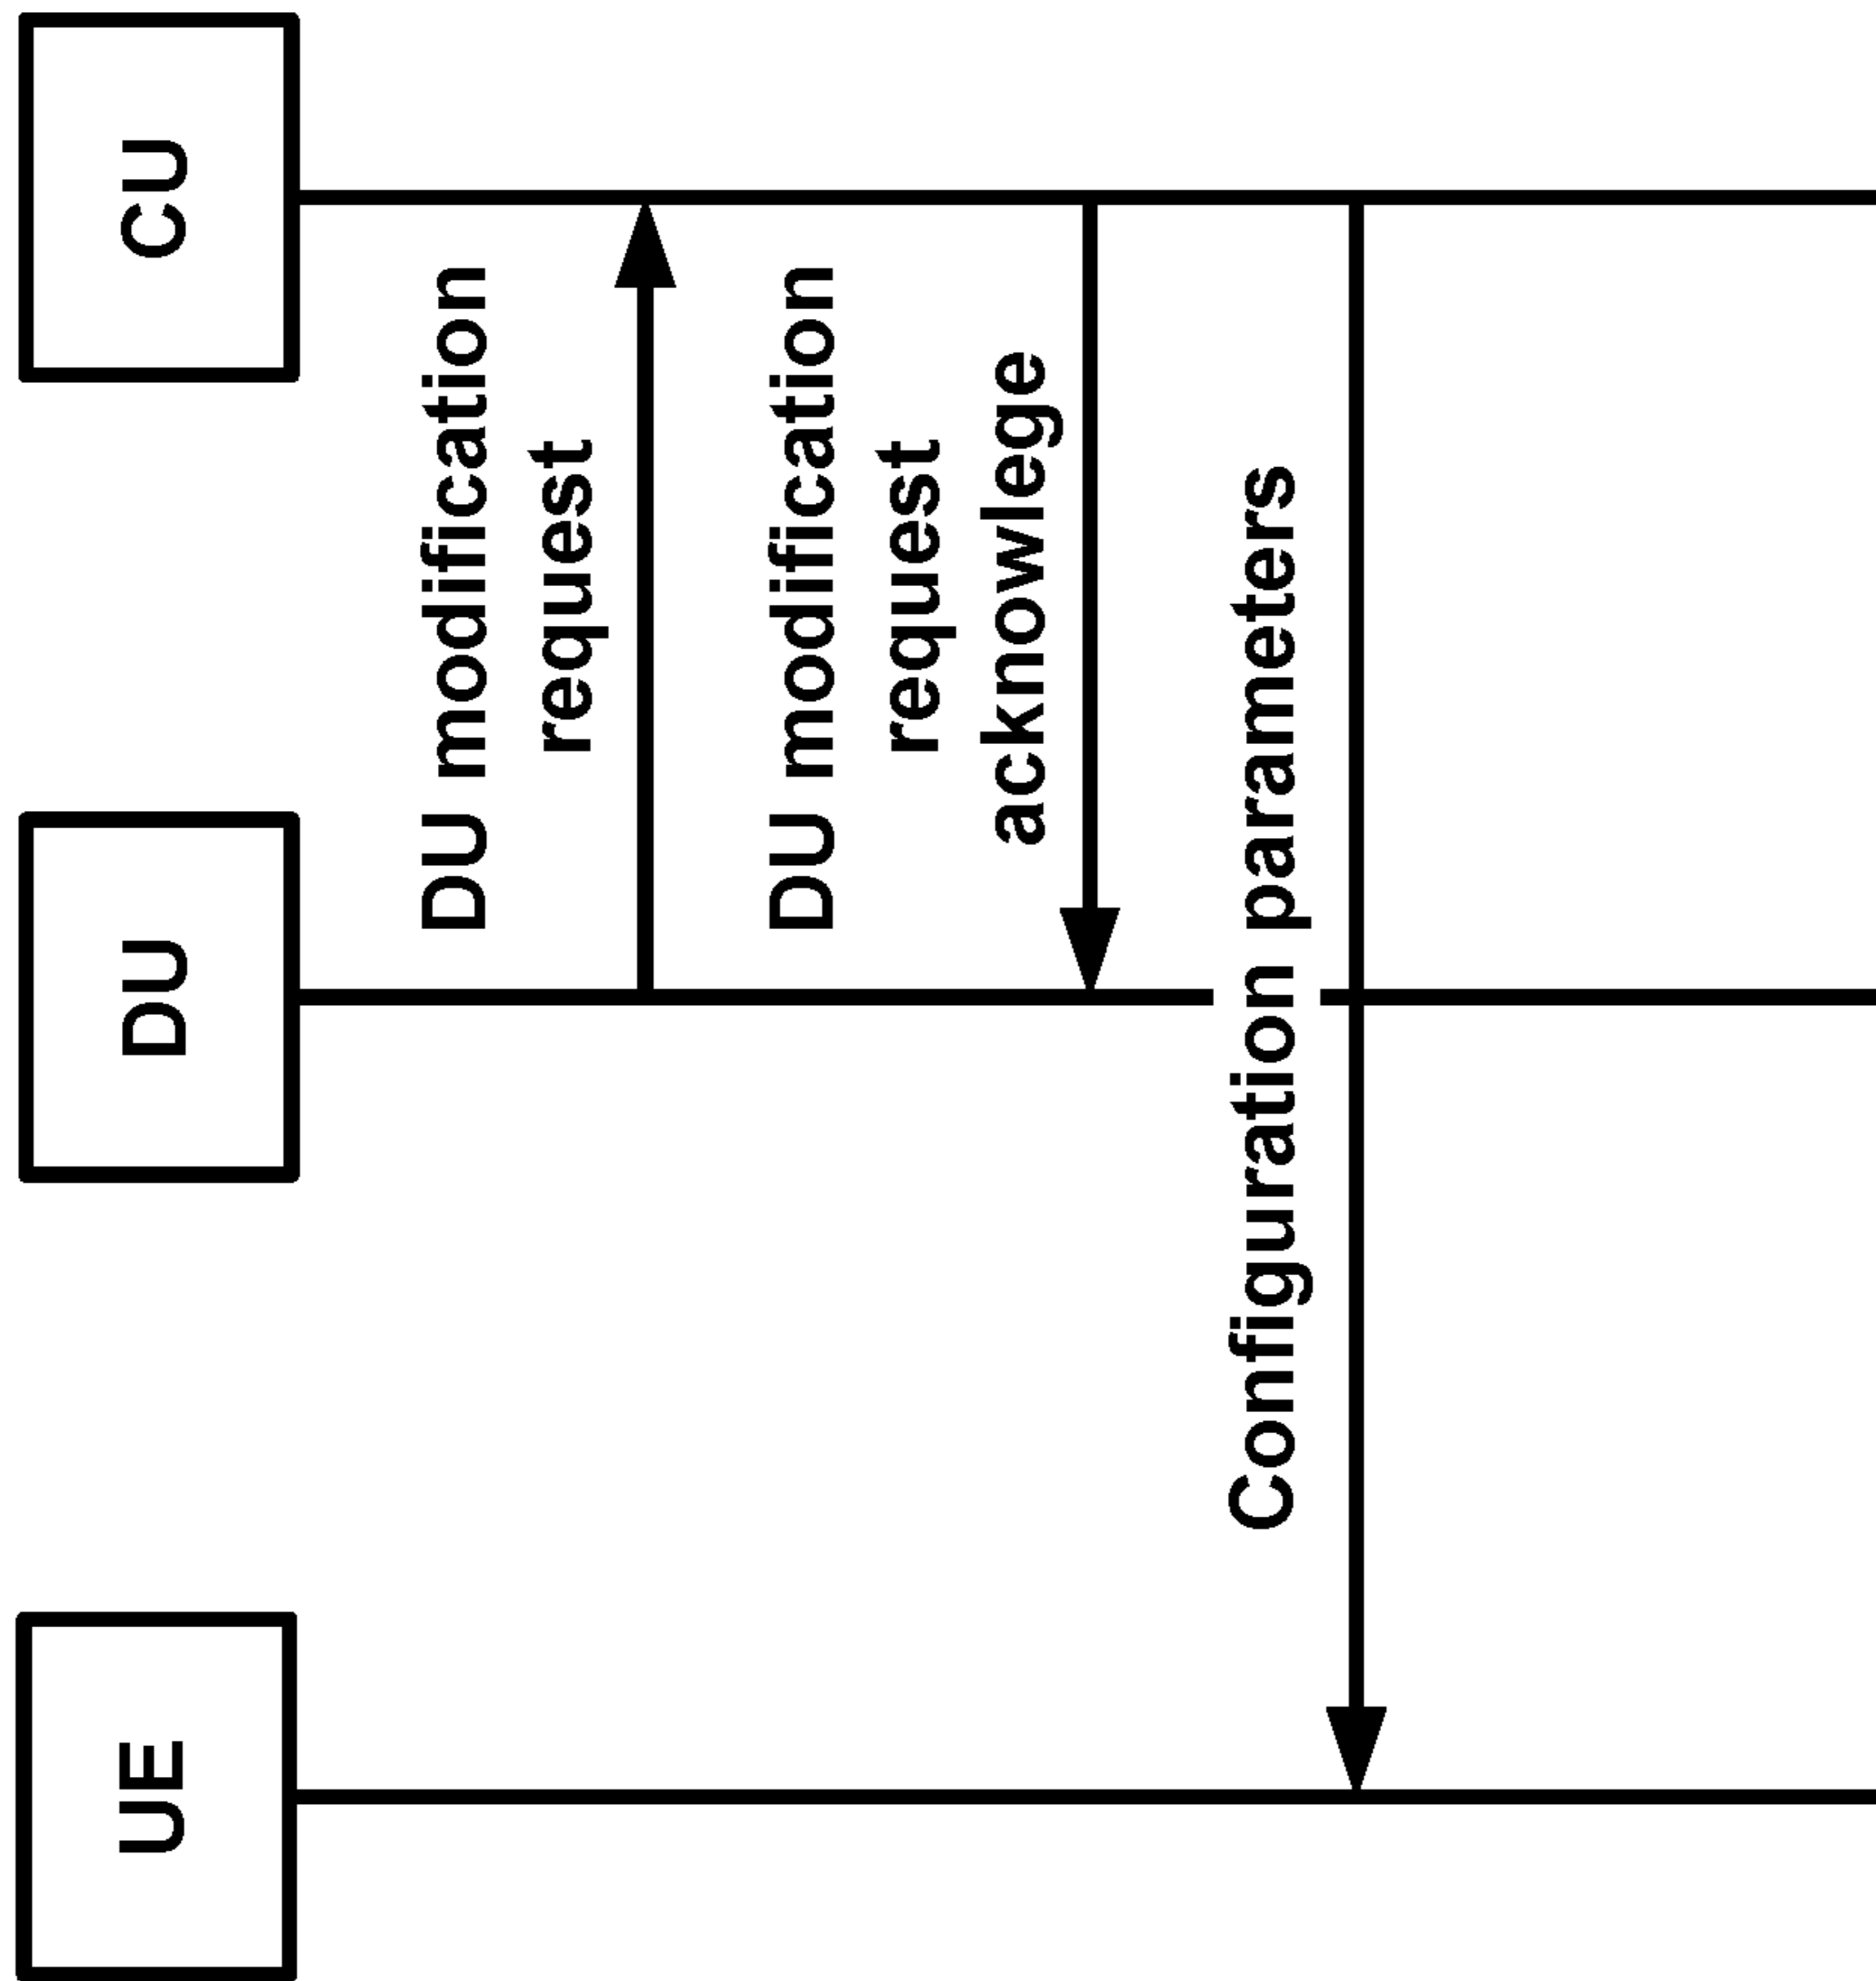 UE
DU
CU
DU modification
request
DU modification
request
acknowlege
Configuration parameters